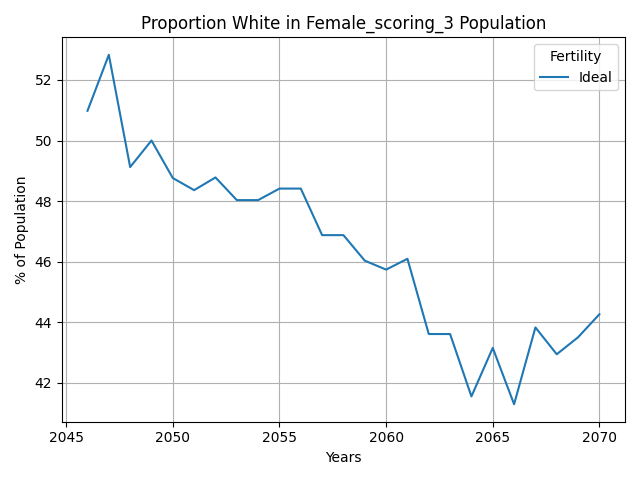 Proportion White in Female_scoring_3 Population
Fertility
Ideal
% of Population
52
50
48
46
44
42
2045 2050 2055 2060 2065 2070
Years